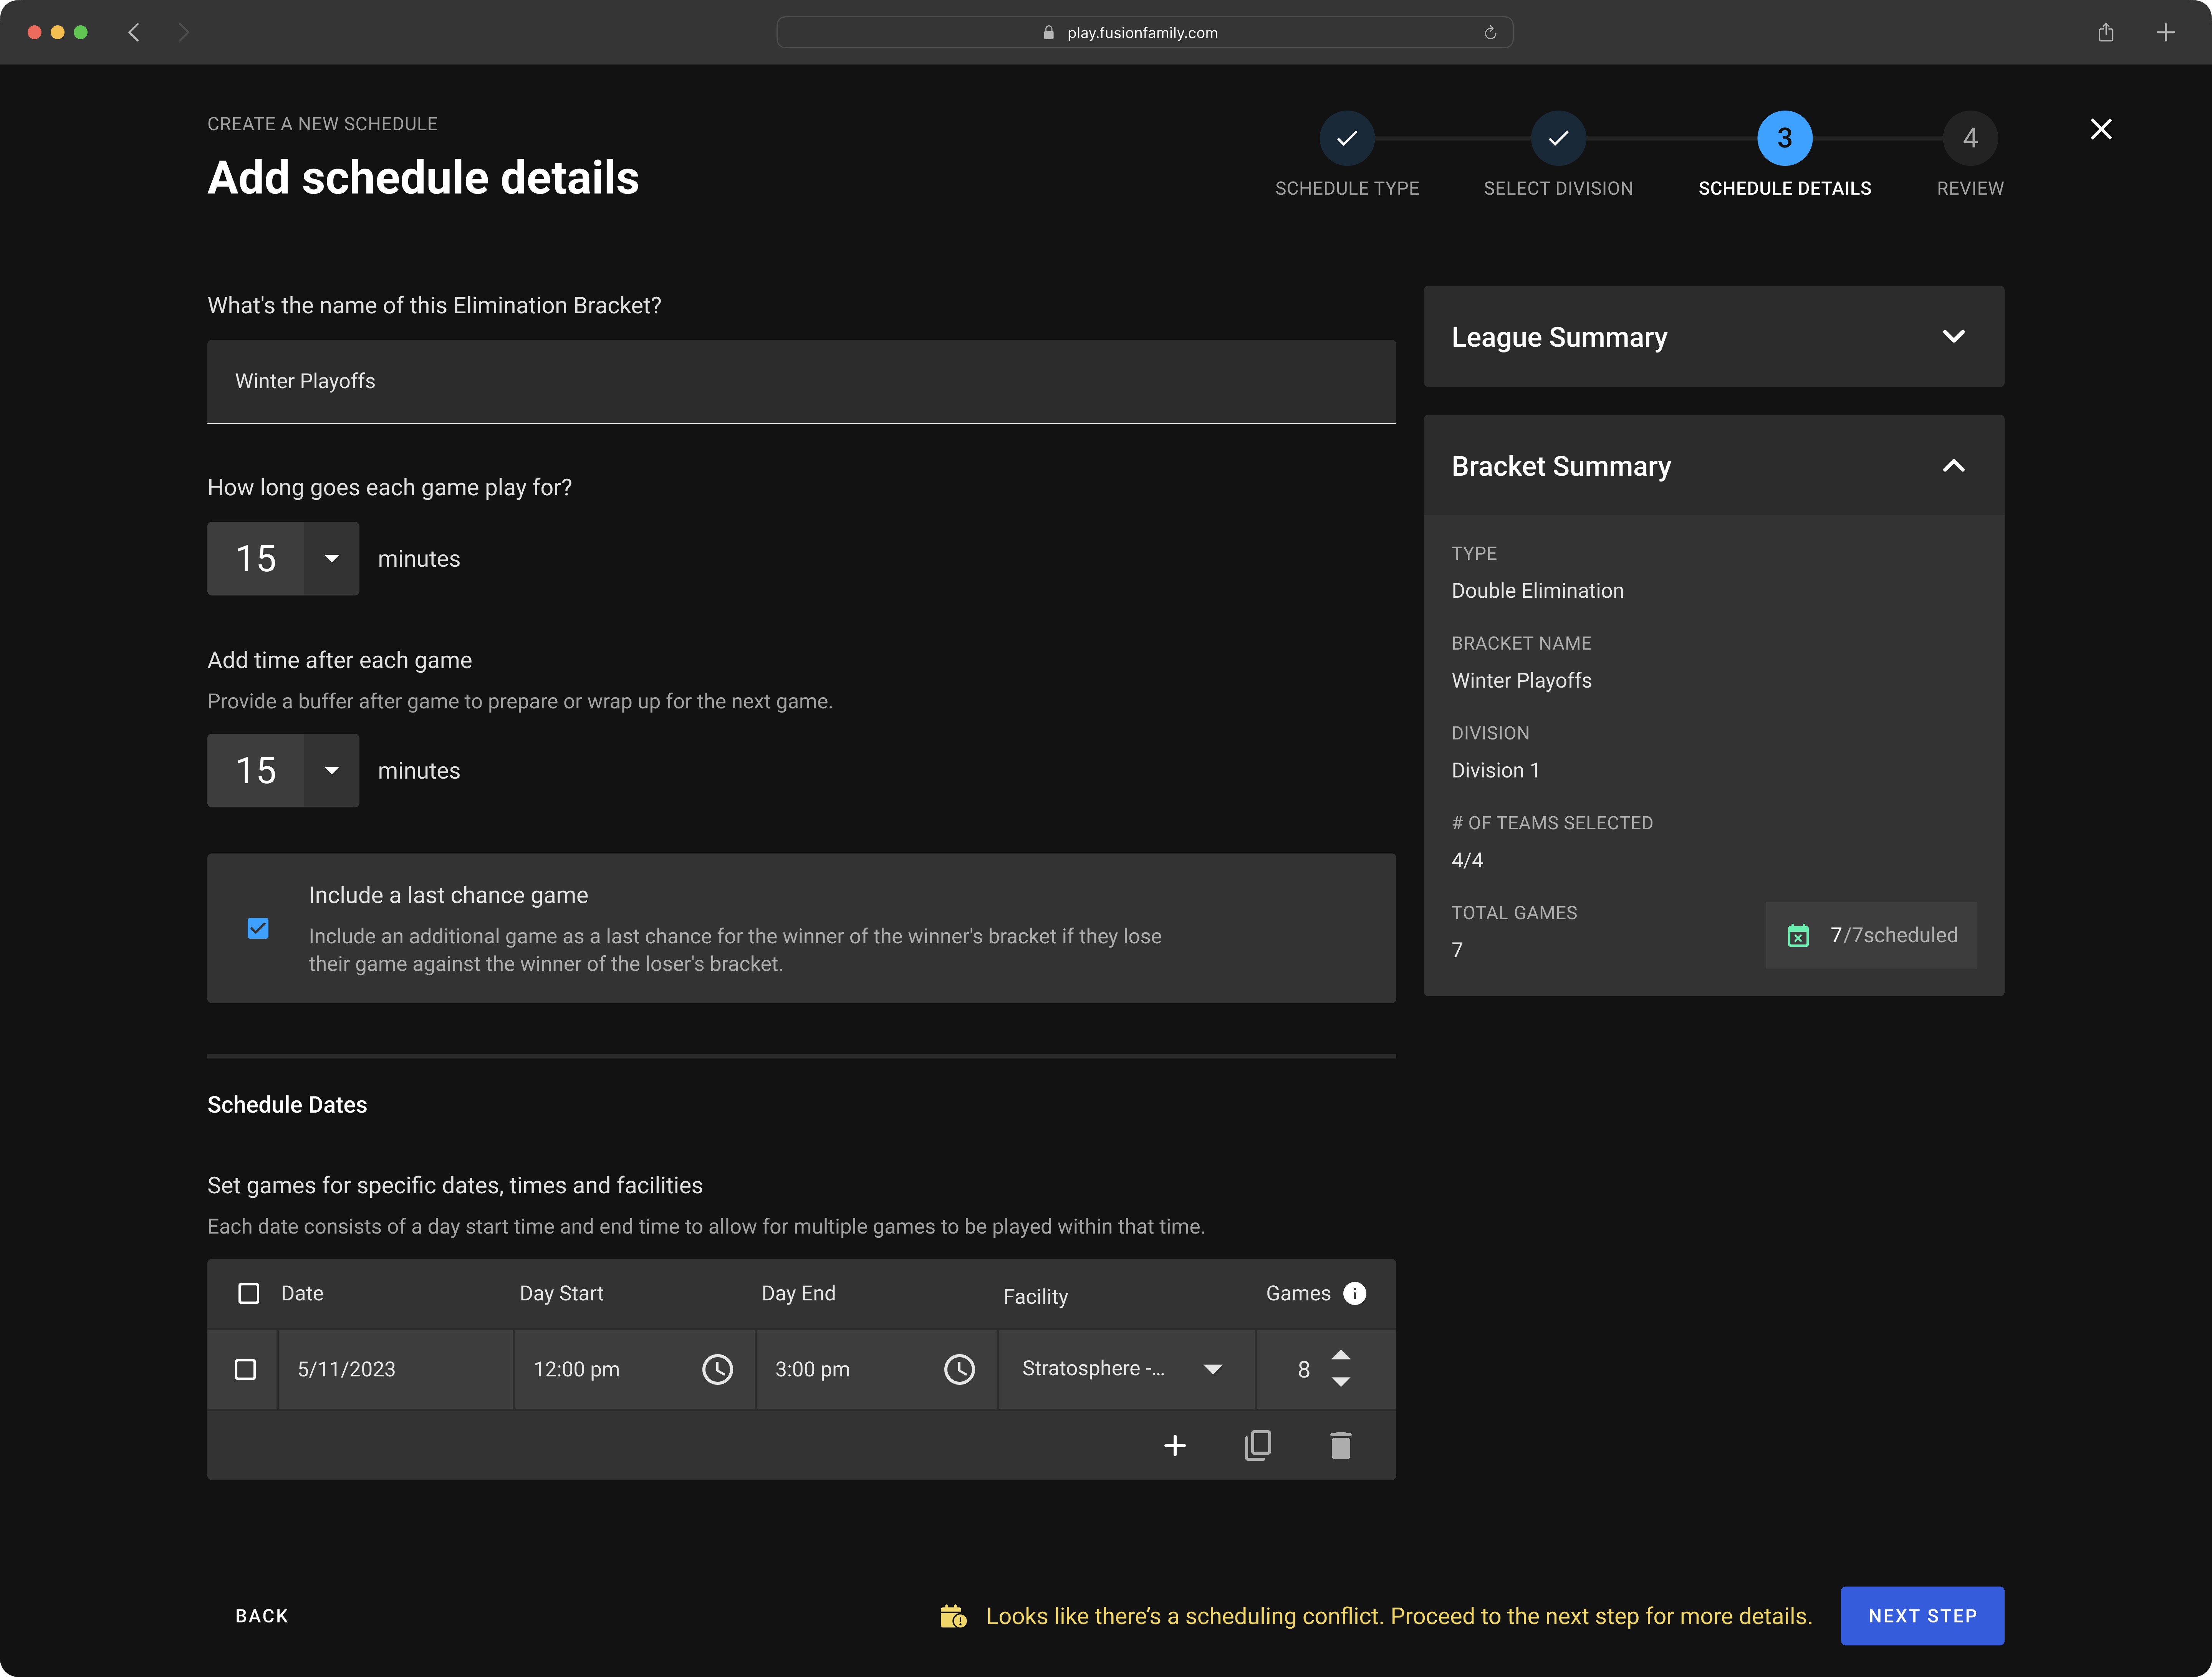 play.fusionfamily.com
CREATE A NEW SCHEDULE
Add schedule details
3
4
SCHEDULE TYPE
SELECT DIVISION
SCHEDULE DETAILS
REVIEW
What's the name of this Elimination Bracket?
Winter Playoffs
How long goes each game play for?
15
minutes
Add time after each game
Provide a buffer after game to prepare or wrap up for the next game.
15
minutes
Include a last chance game
Include an additional game as a last chance for the winner of the winner's bracket if they lose
their game against the winner of the loser's bracket.
League Summary
Bracket Summary
TYPE
Double Elimination
BRACKET NAME
Winter Playoffs
DIVISION
Division 1
# OF TEAMS SELECTED
4/4
TOTAL GAMES
7
7/7scheduled
Schedule Dates
Set games for specific dates, times and facilities
Each date consists of a day start time and end time to allow for multiple games to be played within that time.
Date Day Start Day End Facility Games
5/11/2023 12:00 pm 3:00 pm Stratosphere -... 8
BACK
Looks like there’s a scheduling conflict. Proceed to the next step for more details.
NEXT STEP